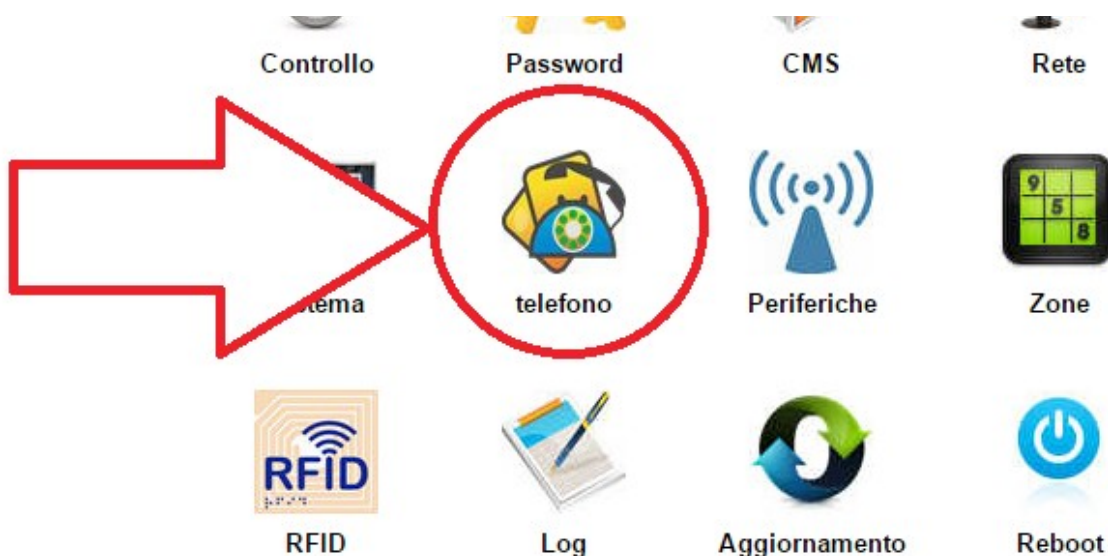 Controllo Password CMS Rete
telefono Periferiche Zone
9
5
8
RFID
RFID Log Aggiornamento Reboot